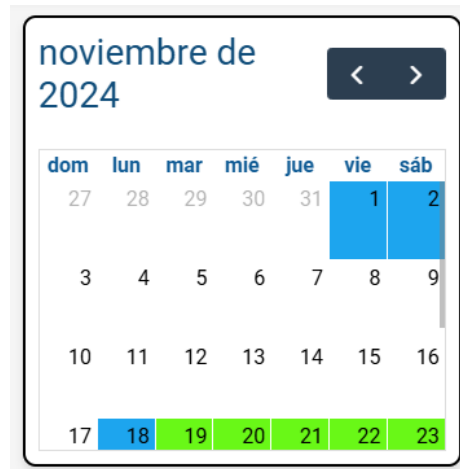 noviembre de
2024
dom lun mar mié jue vie sáb
27 28 29 30 31 1 2
3 4 5 6 7 8 9
10 11 12 13 14 15 16
17 18 19 20 21 22 23